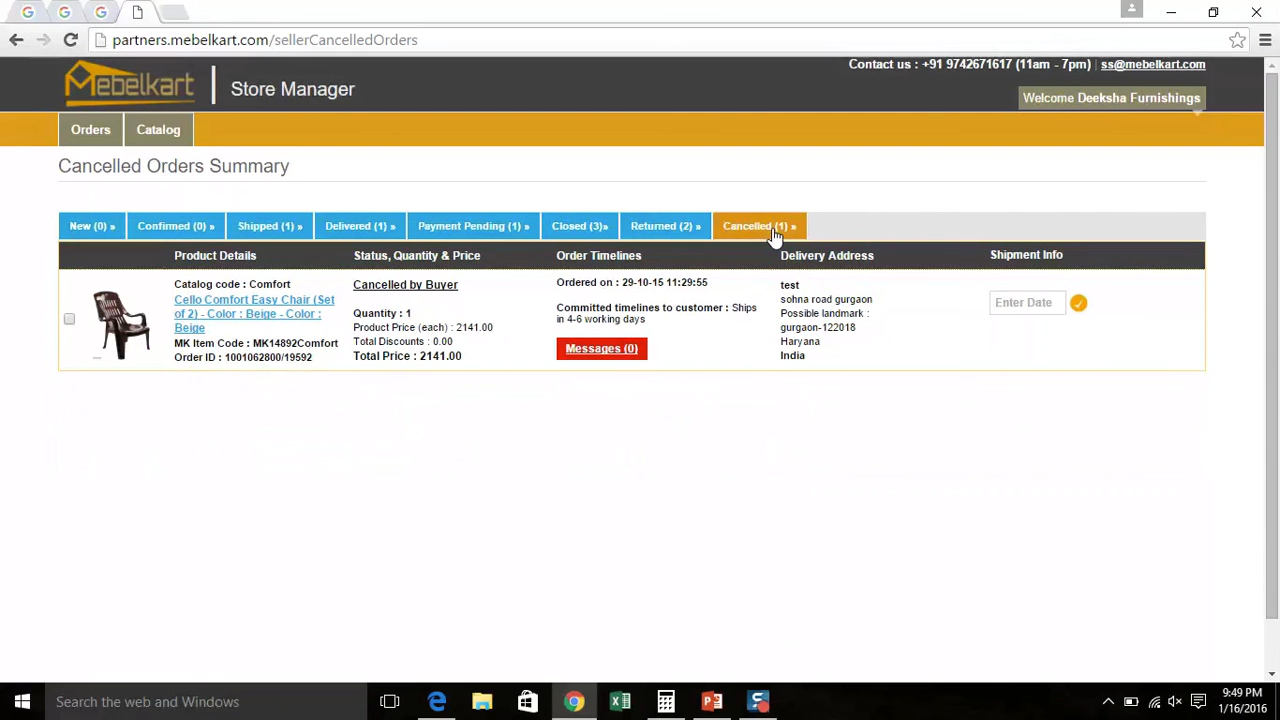 partners.mebelkart.com/sellerCancelledOrders
Contact us : +91 9742671617 (11am - 7pm) | ss@mebelkart.com
Mebelkart
Store Manager
Welcome Deeksha Furnishings
Orders
Catalog
Cancelled Orders Summary
New (0) »
Confirmed (0) »
Shipped (1) »
Delivered (1) »
Payment Pending (1) »
Closed (3)»
Returned (2) »
Cancelled (1) »
Product Details
Status, Quantity & Price
Order Timelines
Delivery Address
Shipment Info
Catalog code : Comfort
Cello Comfort Easy Chair (Set
of 2) - Color : Beige - Color :
Beige
MK Item Code : MK14892Comfort
Order ID : 1001062800/19592
Cancelled by Buyer
Quantity : 1
Product Price (each) : 2141.00
Total Discounts : 0.00
Total Price : 2141.00
Ordered on : 29-10-15 11:29:55
Committed timelines to customer : Ships
in 4-6 working days
Messages (0)
test
sohna road gurgaon
Possible landmark :
gurgaon-122018
Haryana
India
Enter Date
Search the web and Windows
9:49 PM
1/16/2016